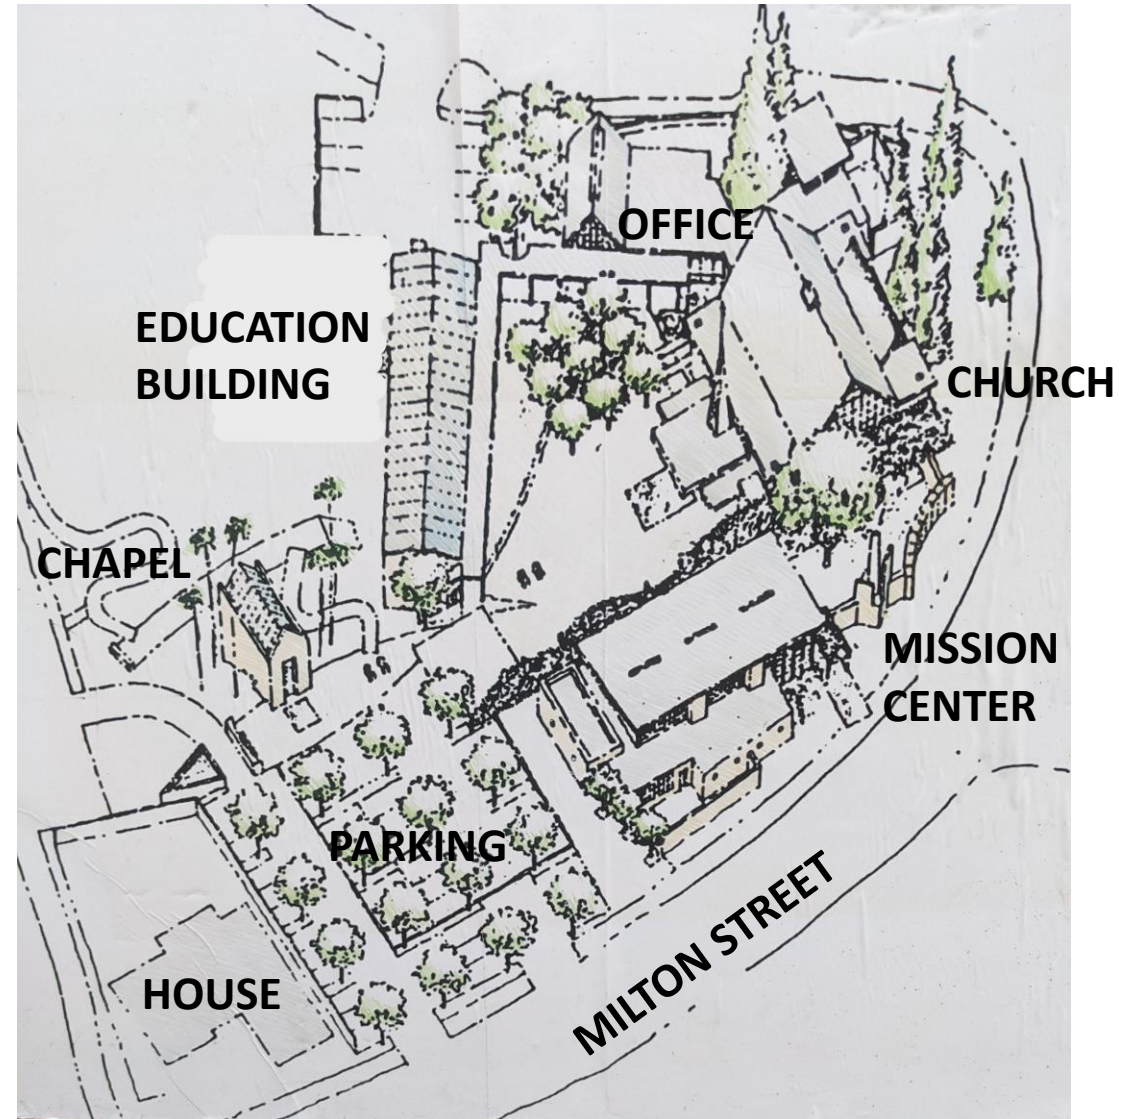 OFFICE
EDUCATION
BUILDING
CHURCH
CHAPEL
MISSION
CENTER
PARKING
MILTON STREET
HOUSE